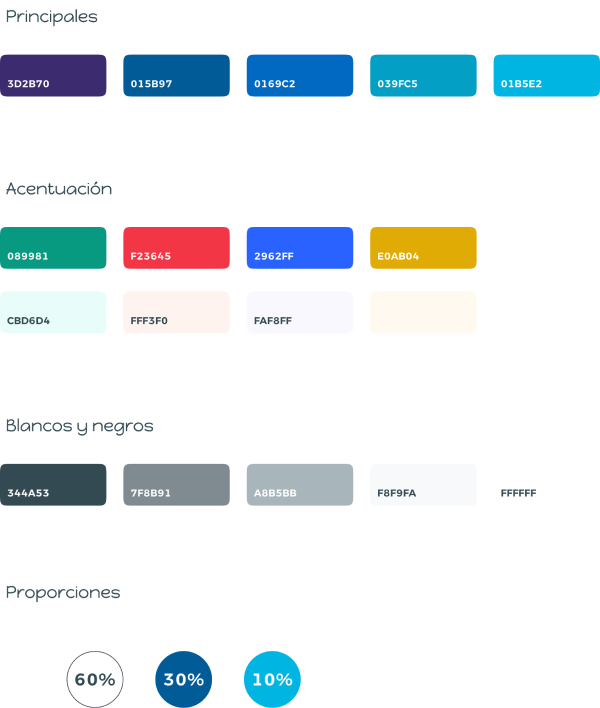 Principales
3D2B70 015B97 0169C2 039FC5 01B5E2
Acentuación
089981 F23645 2962FF E0AB04
CBD6D4 FFF3F0 FAF8FF
Blancos y negros
344A53 7F8B91 A8B5BB F8F9FA FFFFFF
Proporciones
60% 30% 10%